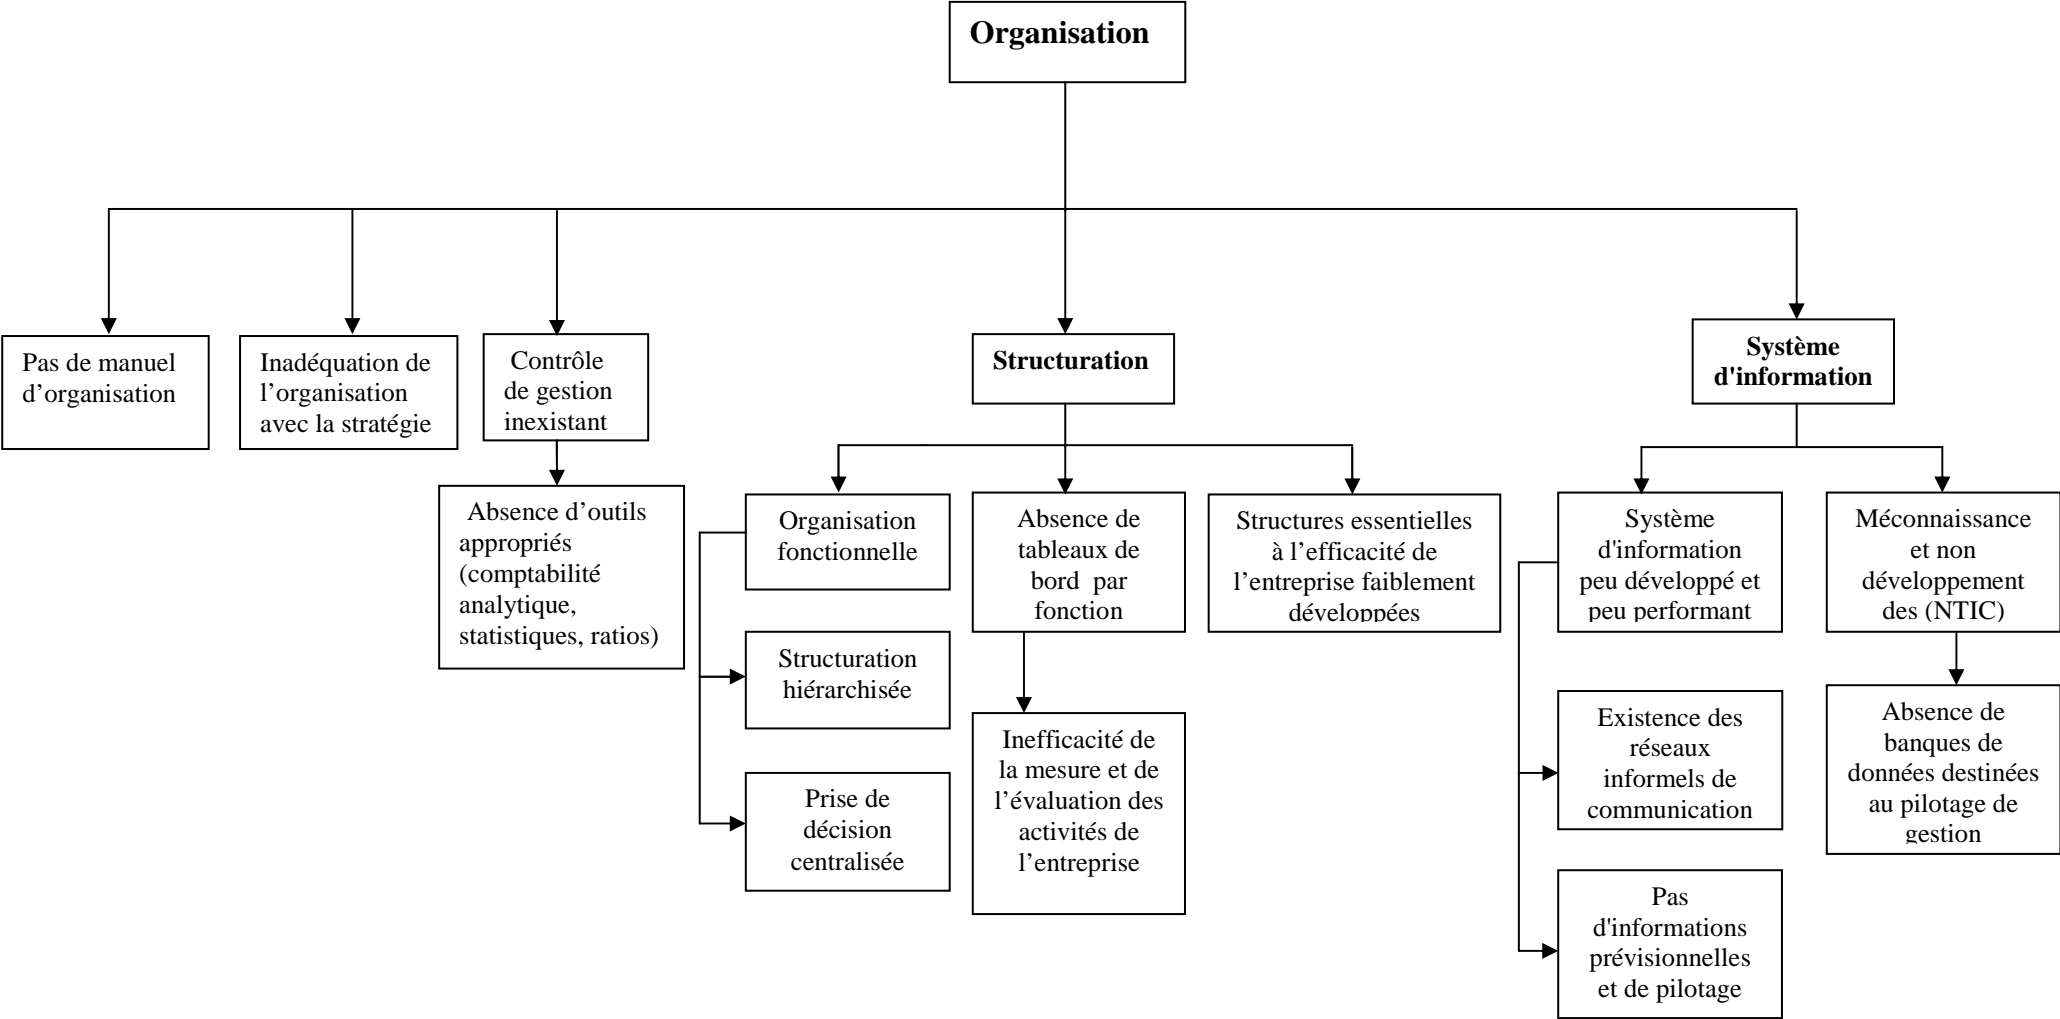 Organisation
Pas de manuel
d’organisation
Inadéquation de
l’organisation
avec la stratégie
Contrôle
de gestion
inexistant
Structuration
Système
d'information
Absence d’outils
appropriés
(comptabilité
analytique,
statistiques, ratios)
Organisation
fonctionnelle
Absence de
tableaux de
bord par
fonction
Structures essentielles
à l’efficacité de
l’entreprise faiblement
développées
Système
d'information
peu développé et
peu performant
Méconnaissance
et non
développement
des (NTIC)
Structuration
hiérarchisée
Prise de
décision
centralisée
Inefficacité de
la mesure et de
l’évaluation des
activités de
l’entreprise
Existence des
réseaux
informels de
communication
Absence de
banques de
données destinées
au pilotage de
gestion
Pas
d'informations
prévisionnelles
et de pilotage